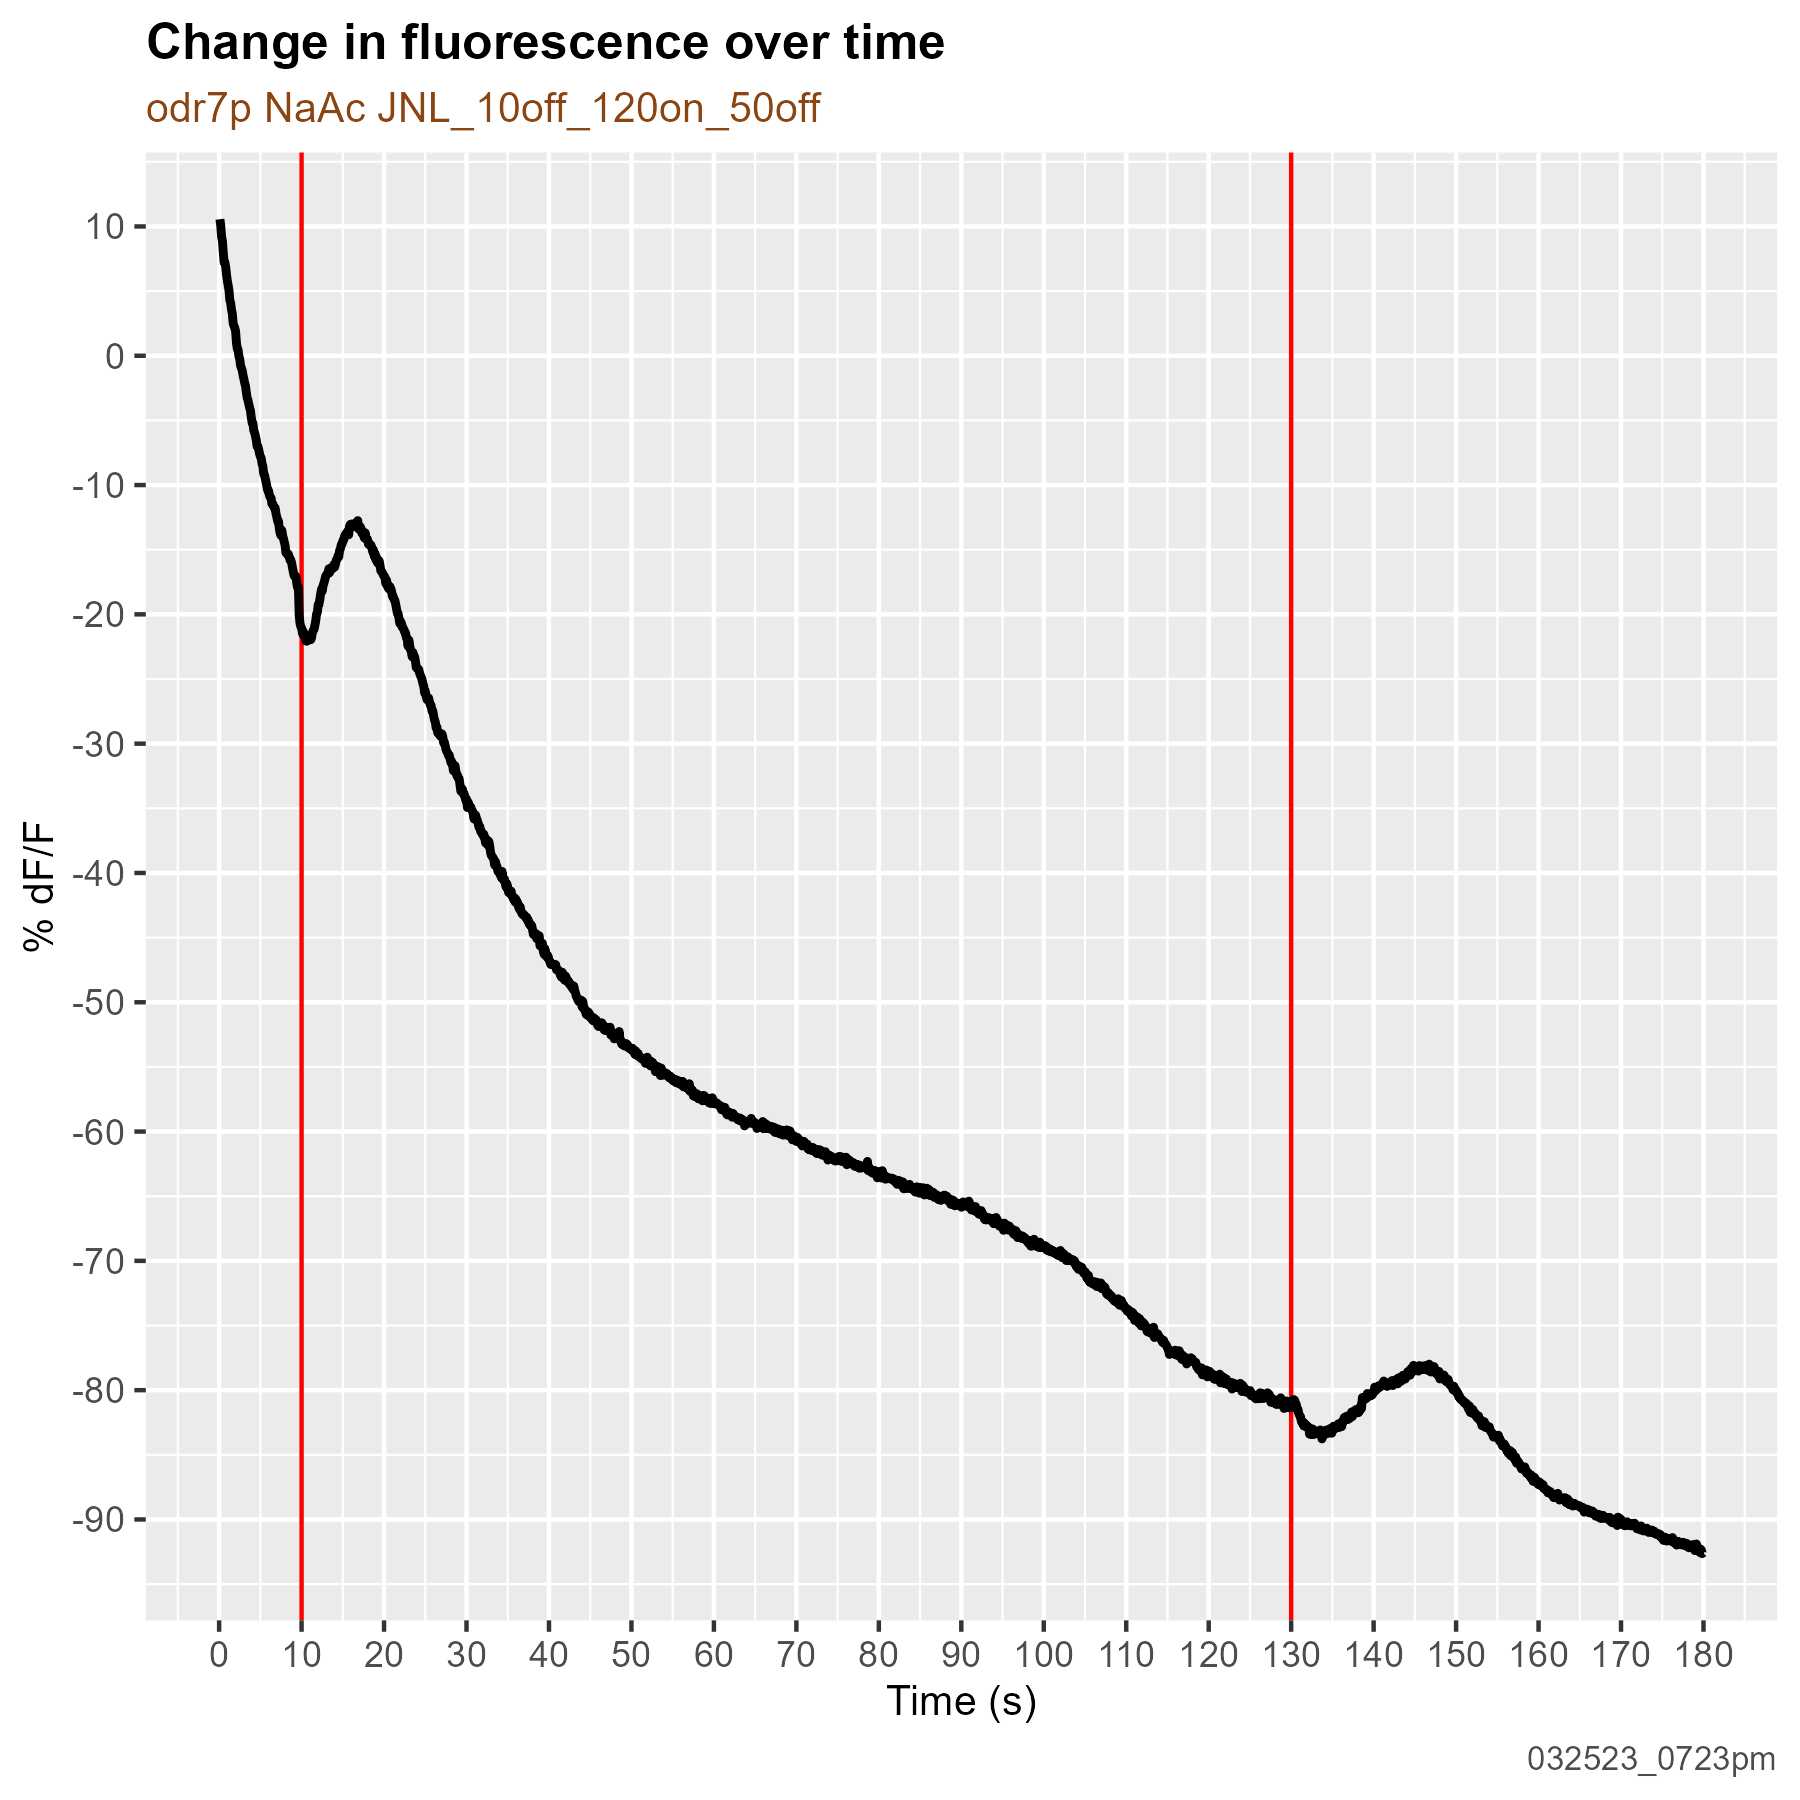 Change in fluorescence over time
odr7p NaAc JNL_10off_120on_50off
% dF/F
10
0
-10
-20
-30
-40
-50
-60
-70
-80
-90
0 10 20 30 40 50 60 70 80 90 100 110 120 130 140 150 160 170 180
Time (s)
032523_0723pm